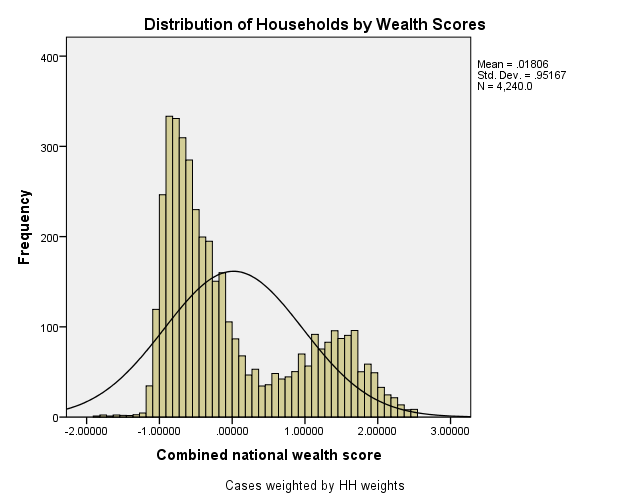 Distribution of Households by Wealth Scores
Mean = .01806
Std. Dev. = .95167
N = 4,240.0
400
300
200
100
0
Frequency
-2.00000 -1.00000 .00000 1.00000 2.00000 3.00000
Combined national wealth score
Cases weighted by HH weights